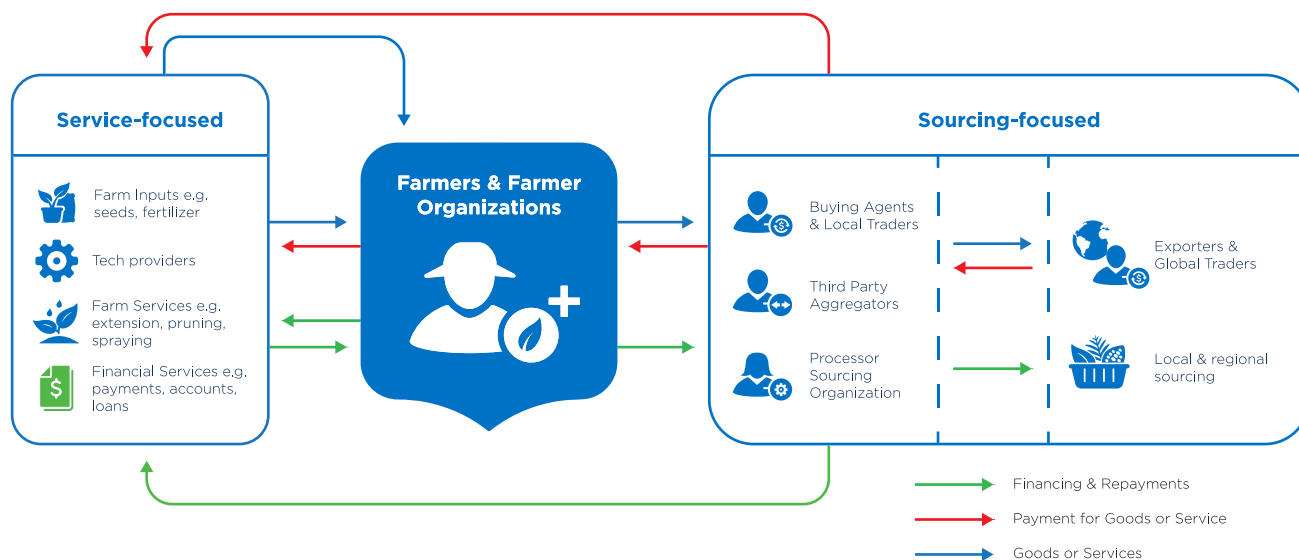 Service-focused
Farm Inputs e.g.
seeds, fertilizer
Tech providers
Farm Services e.g.
extension, pruning,
spraying
$
Financial Services e,g.
payments, accounts,
loans
Farmers & Farmer
Organizations
Sourcing-focused
Buying Agents
& Local Traders
$
Third Party
Aggregators
Processor
Sourcing
Organization
Exporters &
Global Traders
$
Local & regional
sourcing
Financing & Repayments
Payment for Goods or Service
Goods or Services